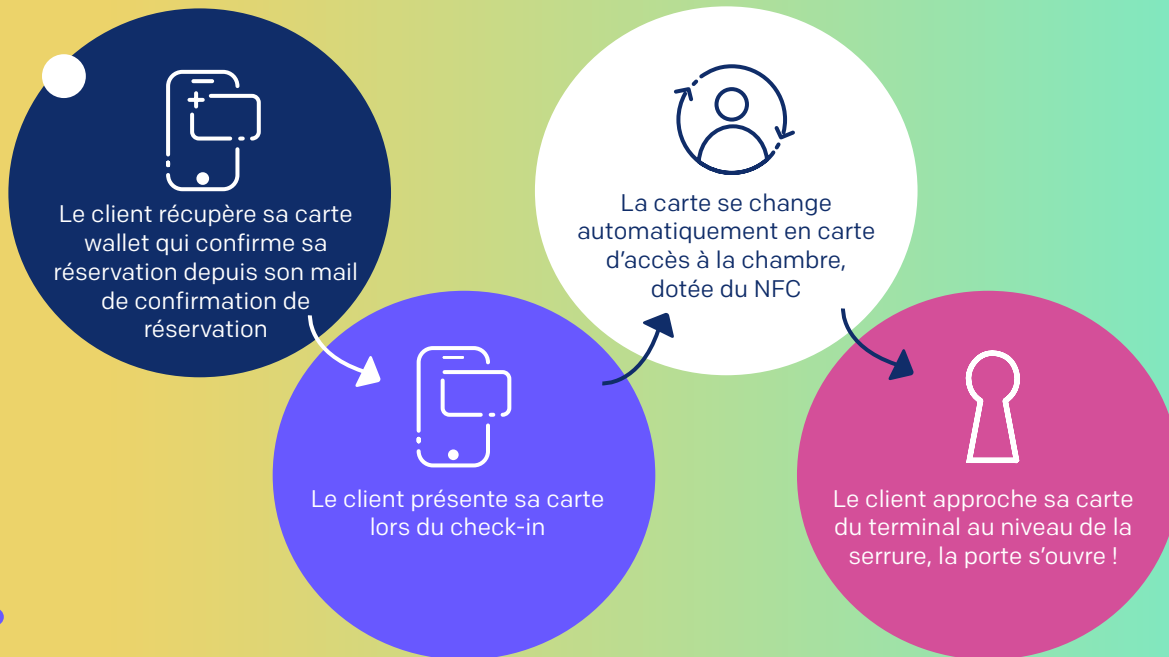 Le client récupère sa carte
wallet qui confirme sa
réservation depuis son mail
de confirmation de
réservation
Le client présente sa carte
lors du check-in
La carte se change
automatiquement en carte
d'accès à la chambre,
dotée du NFC
Le client approche sa carte
du terminal au niveau de la
serrure, la porte s'ouvre !